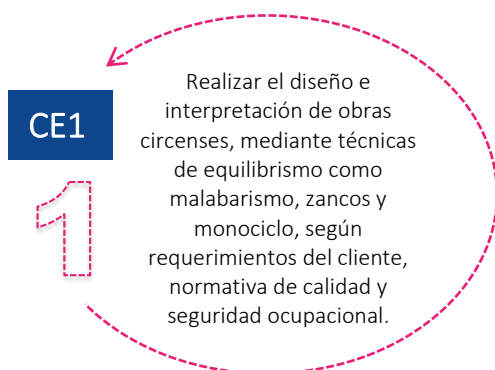 CE1
1
Realizar el diseño e
interpretación de obras
circenses, mediante técnicas
de equilibrismo como
malabarismo, zancos y
monociclo, según
requerimientos del cliente,
normativa de calidad y
seguridad ocupacional.